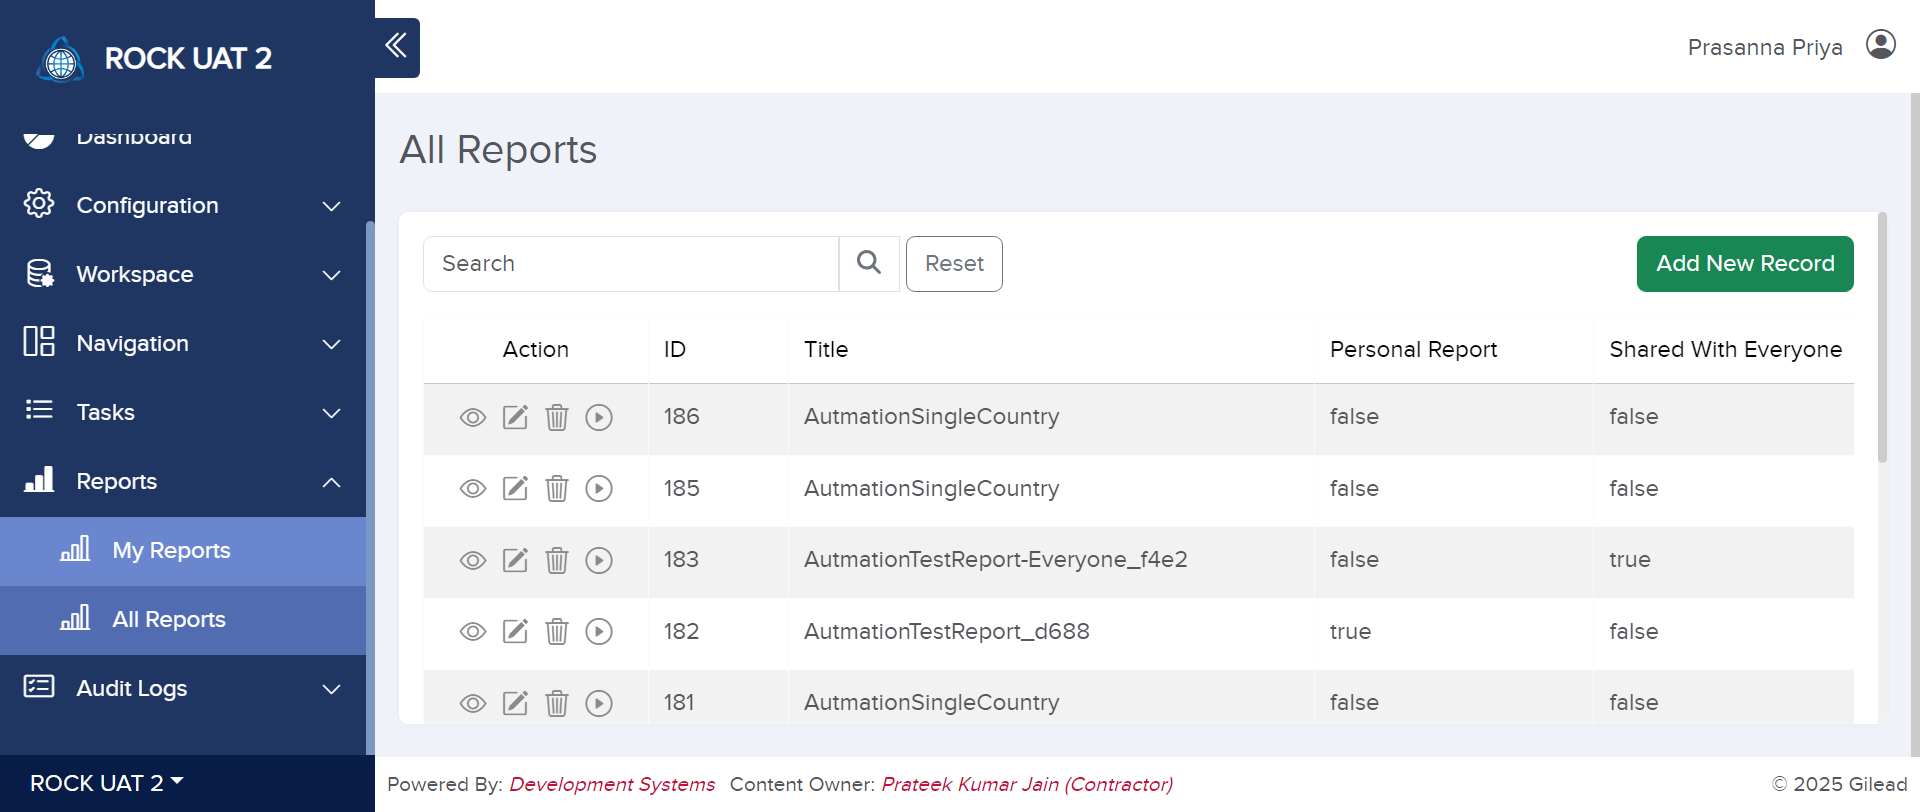 ROCK UAT 2
Prasanna Priya
Dashboard
Configuration
Workspace
Navigation
Tasks
Reports
My Reports
All Reports
Audit Logs
ROCK UAT 2
All Reports
Search
Reset
Add New Record
Action ID Title Personal Report Shared With Everyone
186 AutmationSingleCountry false false
185 AutmationSingleCountry false false
183 AutmationTestReport-Everyone_f4e2 false true
182 AutmationTestReport_d688 true false
181 AutmationSingleCountry false false
Powered By: Development Systems Content Owner: Prateek Kumar Jain (Contractor)
© 2025 Gilead